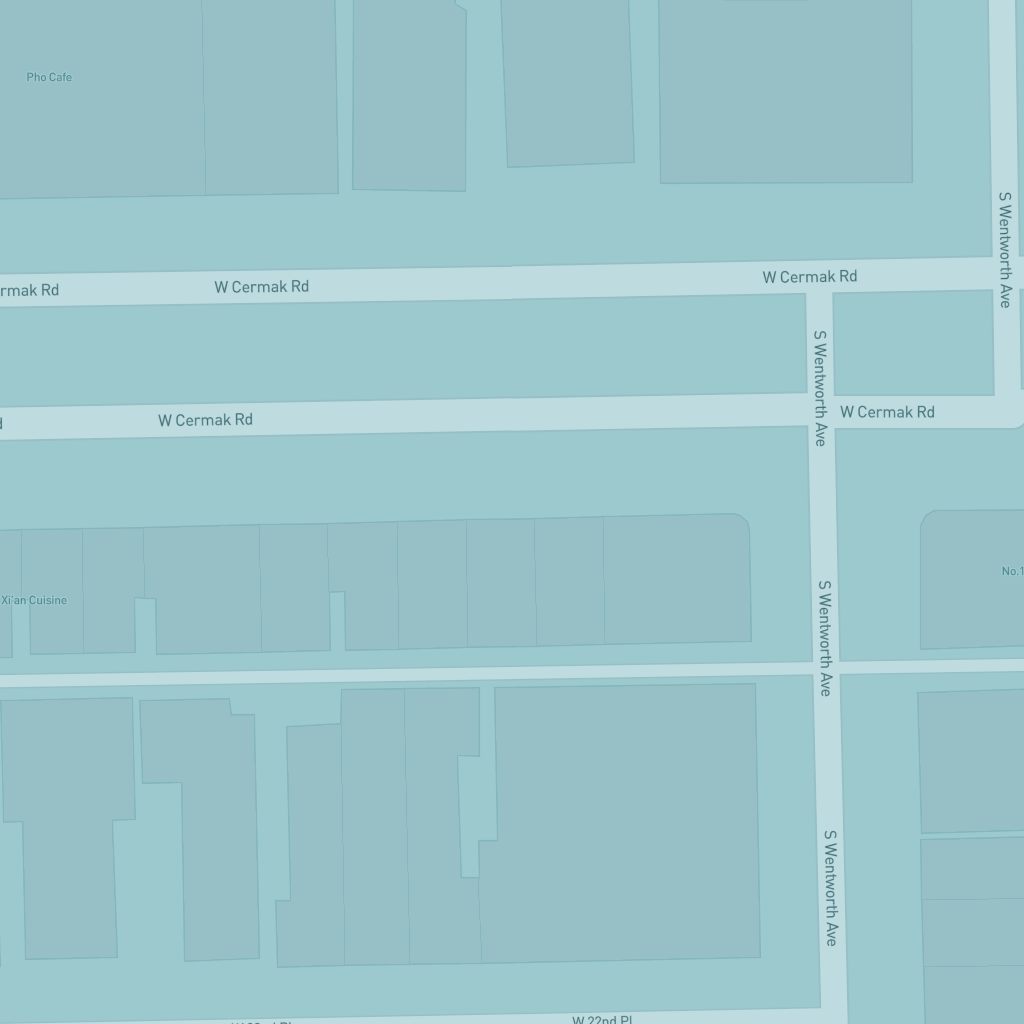 Pho Cafe
S Wentworth Ave
W Cermak Rd
W Cermak Rd
rmak Rd
S Wentworth Ave
W Cermak Rd
W Cermak Rd
No.1
Xi'an Cuisine
S Wentworth Ave
S Wentworth Ave
W 22nd Pl